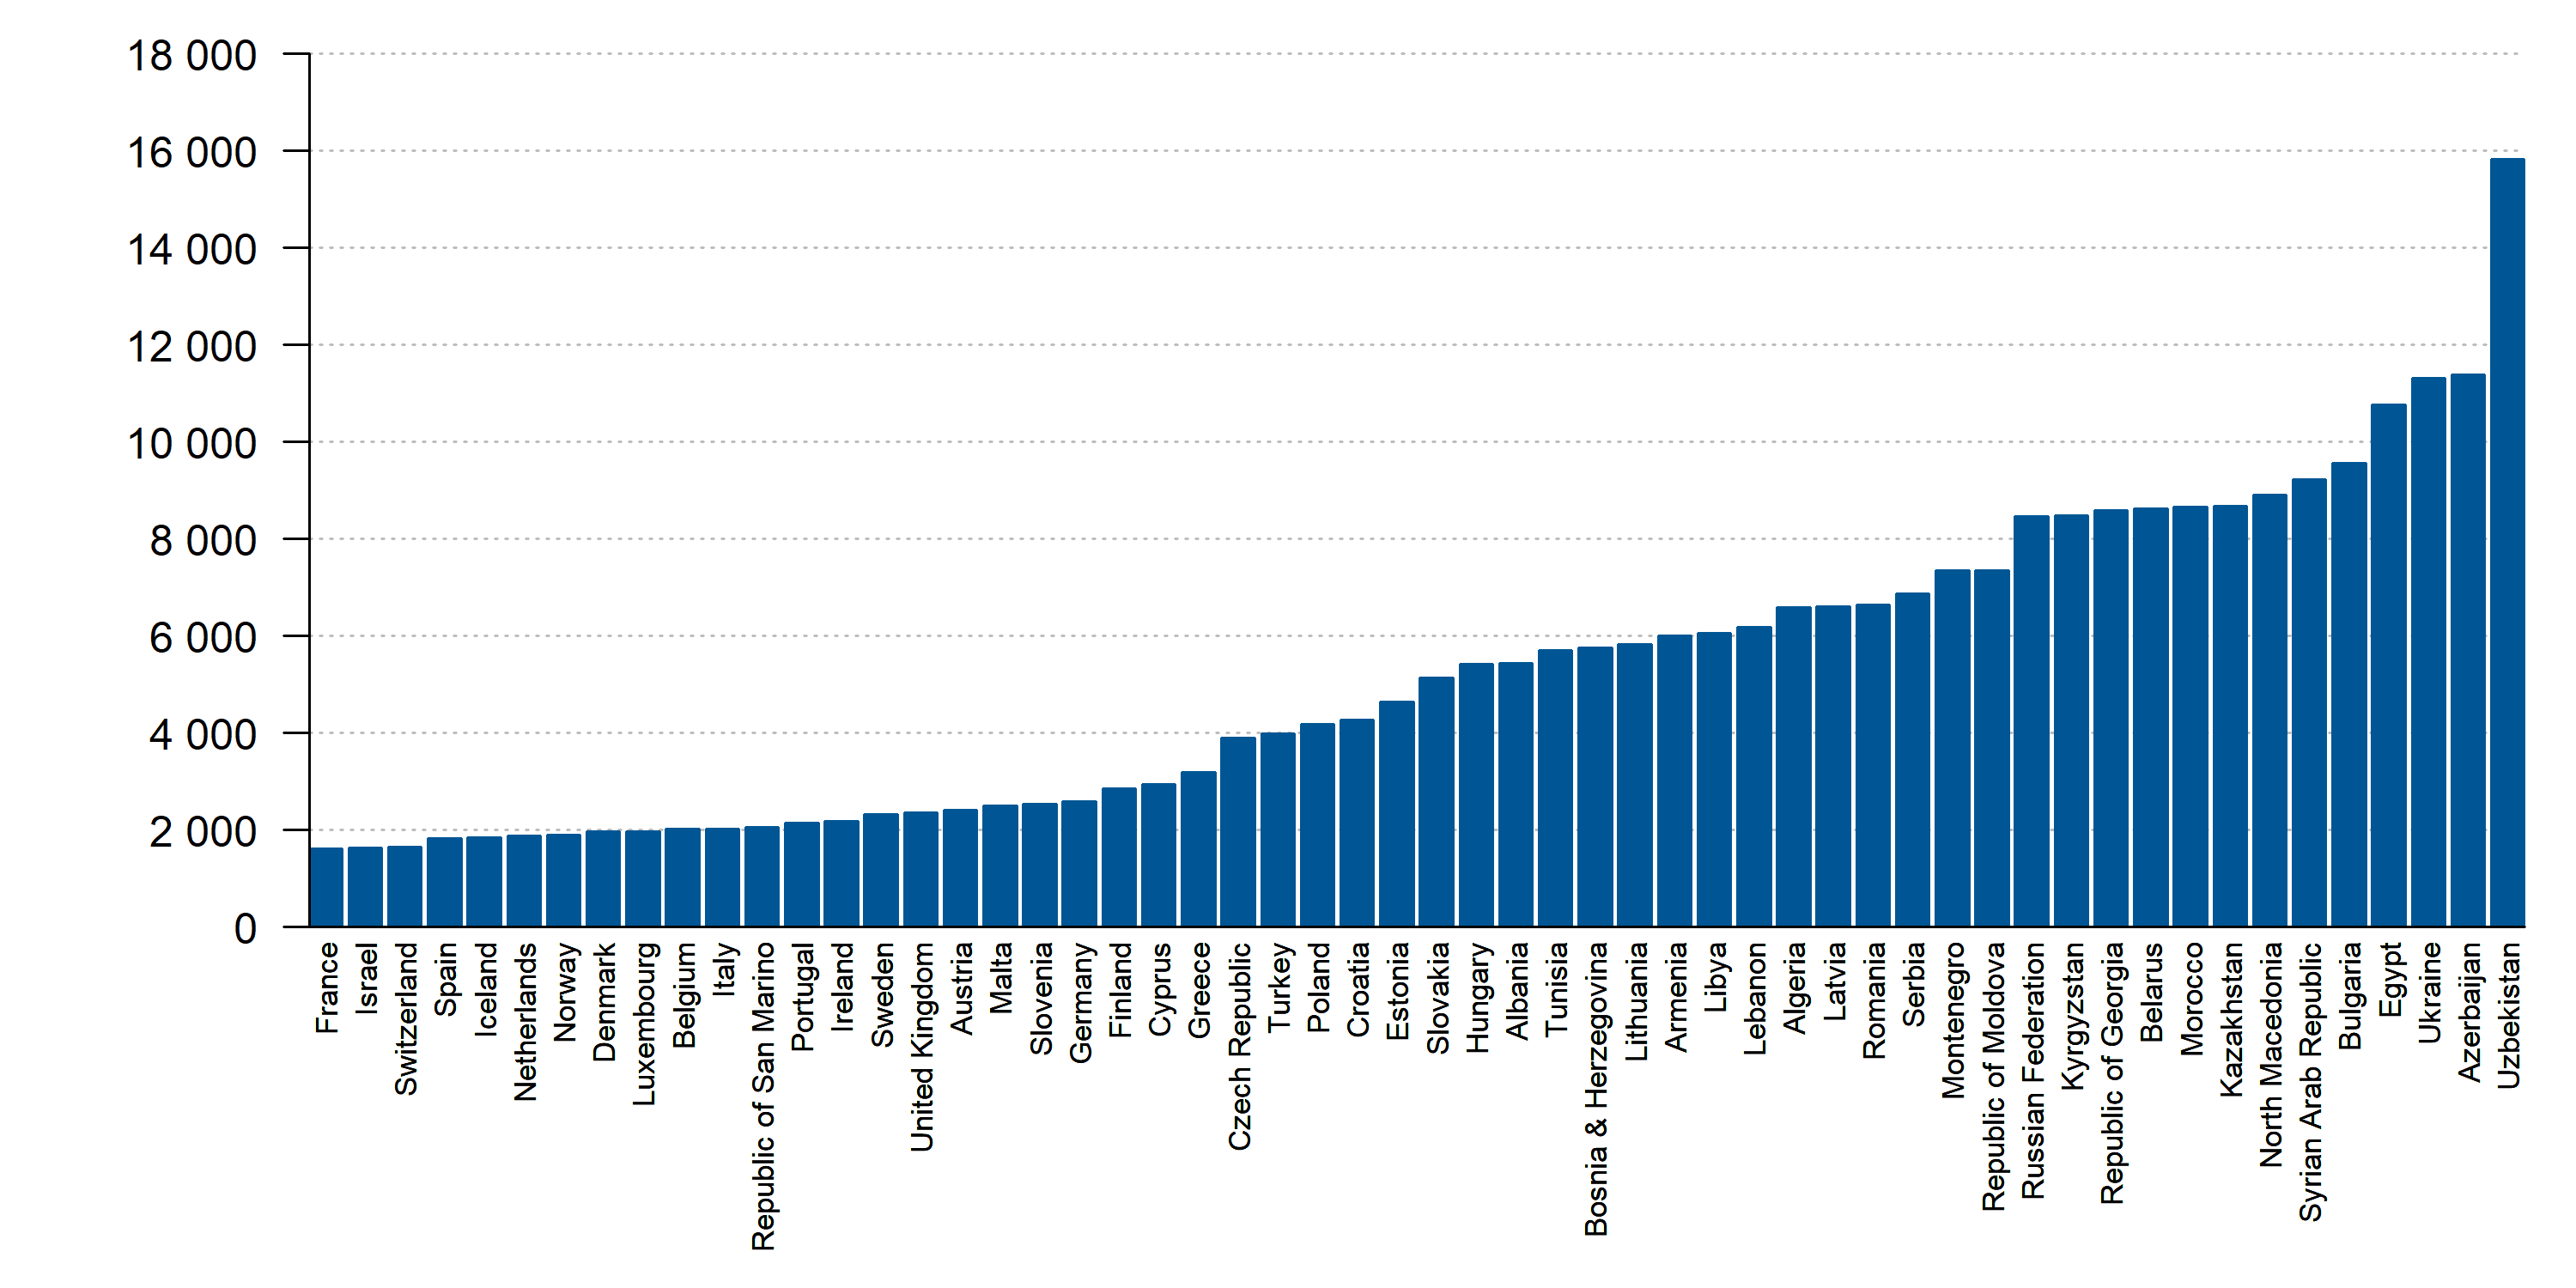 18 000
16 000
14 000
12 000
10 000
8 000
6 000
4 000
2 000
0
France
Israel
Switzerland
Spain
Iceland
Netherlands
Norway
Denmark
Luxembourg
Belgium
Italy
Republic of San Marino
Portugal
Ireland
Sweden
United Kingdom
Austria
Malta
Slovenia
Germany
Finland
Cyprus
Greece
Czech Republic
Turkey
Poland
Croatia
Estonia
Slovakia
Hungary
Albania
Tunisia
Bosnia & Herzegovina
Lithuania
Armenia
Libya
Lebanon
Algeria
Latvia
Romania
Serbia
Montenegro
Republic of Moldova
Russian Federation
Kyrgyzstan
Republic of Georgia
Belarus
Morocco
Kazakhstan
North Macedonia
Syrian Arab Republic
Bulgaria
Egypt
Ukraine
Azerbaijan
Uzbekistan